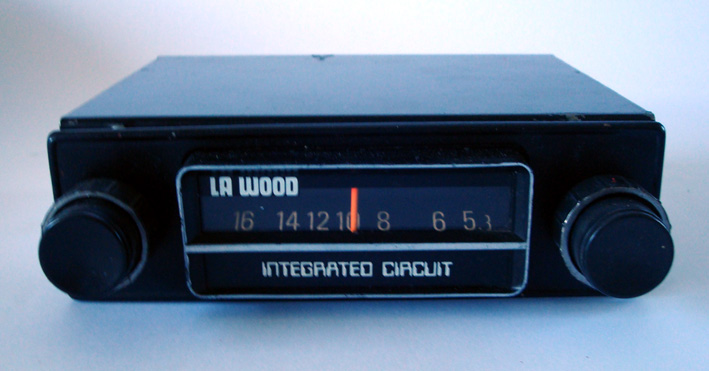 LA WOOD
16 14 12 10 8 6 5.3
INTEGRATED CIRCUIT